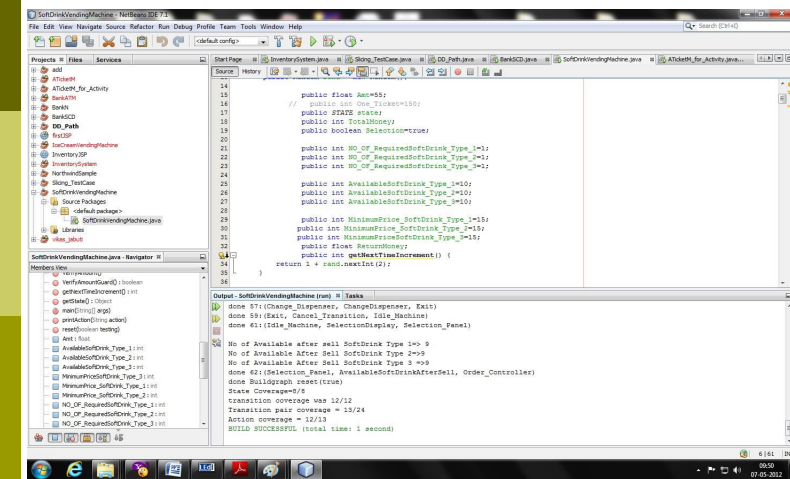 SoftDrinkVendingMachine - NetBeans IDE 7.1
File Edit View Navigate Source Refactor Run Debug Profile Team Tools Window Help
Search (Ctrl+I)
<default config>
Projects Files Services
Start Page InventorySystem.java Slicing_TestCase.java DD_Path.java BankSCD.java SoftDrinkVendingMachine.java ATicketM_for_Activity.java...
Source History
add
ATicketM
ATicketM_for_Activity
BankATM
BankN
BankSCD
DD_Path
firstJSP
IceCreamVendingMachine
InventoryJSP
InventorySystem
NorthwindSample
Slicing_TestCase
SoftDrinkVendingMachine
Source Packages
<default package>
SoftDrinkVendingMachine.java
Libraries
vikas_jabuti
14
15 public float Amt=55;
16 // public int One_Ticket=180;
17 public STATE state;
18 public int TotalMoney;
19 public boolean Selection=true;
20
21 public int NO_OF_RequiredSoftDrink_Type_1=1;
22 public int NO_OF_RequiredSoftDrink_Type_2=1;
23 public int NO_OF_RequiredSoftDrink_Type_3=1;
24
25 public int AvailableSoftDrink_Type_1=10;
26 public int AvailableSoftDrink_Type_2=10;
27 public int AvailableSoftDrink_Type_3=10;
28
29 public int MinimumPrice_SoftDrink_Type_1=15;
30 public int MinimumPrice_SoftDrink_Type_2=15;
31 public int MinimumPriceSoftDrink_Type_3=15;
32 public float ReturnMoney;
public int getNextTimeIncrement() {
34 return 1 + rand.nextInt(2);
35 }
36
SoftDrinkVendingMachine.java - Navigator
Members View
VerifyAmount()
VerifyAmountGuard() : boolean
getNextTimeIncrement() : int
getState() : Object
main(String[] args)
printAction(String action)
reset(boolean testing)
Amt : float
AvailableSoftDrink_Type_1 : int
AvailableSoftDrink_Type_2 : int
AvailableSoftDrink_Type_3 : int
MinimumPriceSoftDrink_Type_3 : int
MinimumPrice_SoftDrink_Type_1 : int
MinimumPrice_SoftDrink_Type_2 : int
NO_OF_RequiredSoftDrink_Type_1 : int
NO_OF_RequiredSoftDrink_Type_2 : int
NO_OF_RequiredSoftDrink_Type_3 : int
Output - SoftDrinkVendingMachine (run) Tasks
done 57:(Change_Dispenser, ChangeDispenser, Exit)
done 59:(Exit, Cancel_Transition, Idle_Machine)
done 61:(Idle_Machine, SelectionDisplay, Selection_Panel)
No of Available after sell SoftDrink Type 1=> 9
No of Available After Sell SoftDrink Type 2=>9
No of Available After Sell SoftDrink Type 3 =>9
done 62:(Selection_Panel, AvailableSoftDrinkAfterSell, Order_Controller)
done Buildgraph reset(true)
State Coverage=8/8
transition coverage was 12/12
Transition pair coverage = 13/24
Action coverage = 12/13
BUILD SUCCESSFUL (total time: 1 second)
6|61 IN
09:50
07-05-2012